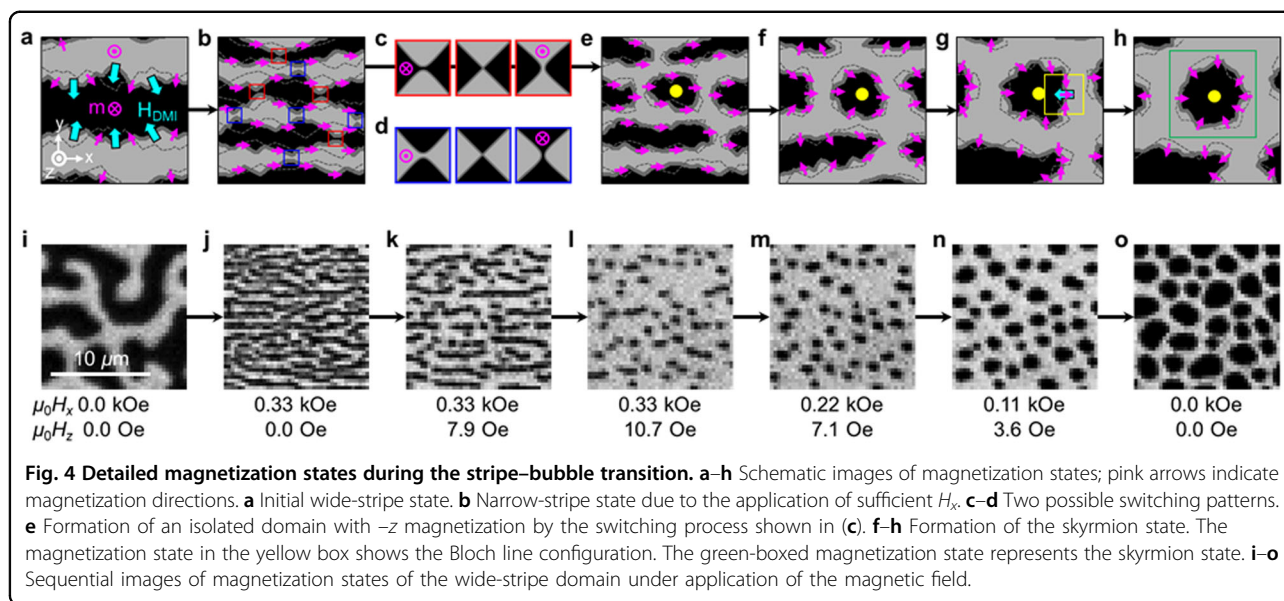 a b c e f g h
m⊗ H_DMI
y
z x
d
i j k l m n o
10 μm
μ₀Hₓ 0.0 kOe 0.33 kOe 0.33 kOe 0.33 kOe 0.22 kOe 0.11 kOe 0.0 kOe
μ₀H_z 0.0 Oe 0.0 Oe 7.9 Oe 10.7 Oe 7.1 Oe 3.6 Oe 0.0 Oe
Fig. 4 Detailed magnetization states during the stripe–bubble transition. a–h Schematic images of magnetization states; pink arrows indicate
magnetization directions. a Initial wide-stripe state. b Narrow-stripe state due to the application of sufficient Hₓ. c–d Two possible switching patterns.
e Formation of an isolated domain with –z magnetization by the switching process shown in (c). f–h Formation of the skyrmion state. The
magnetization state in the yellow box shows the Bloch line configuration. The green-boxed magnetization state represents the skyrmion state. i–o
Sequential images of magnetization states of the wide-stripe domain under application of the magnetic field.